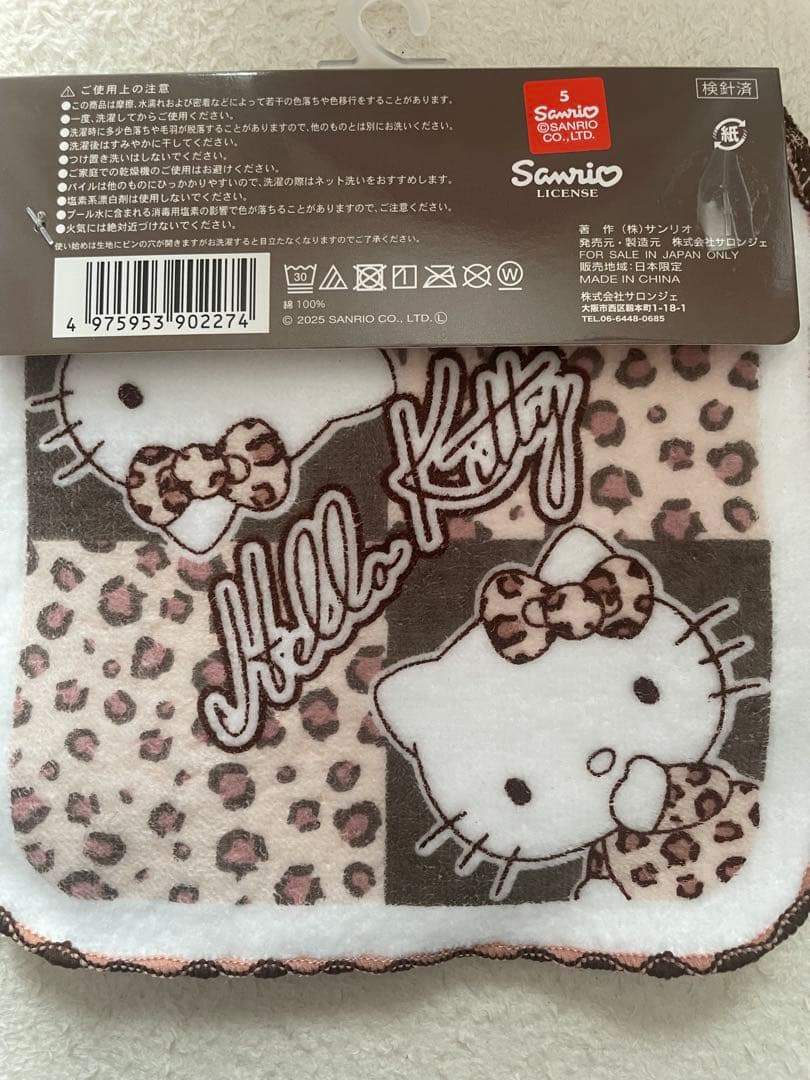 ⚠ ご使用上の注意
●この商品は摩擦、水濡れおよび密着などによって若干の色落ちや色移行をすることがあります。
●一度、洗濯してからご使用ください。
●洗濯時に多少色落ちや毛羽が脱落することがありますので、他のものとは別にお洗いください。
●洗濯後はすみやかに干してください。
●つけ置き洗いはしないでください。
●ご家庭での乾燥機のご使用はお避けください。
●パイルは他のものにひっかかりやすいので、洗濯の際はネット洗いをおすすめします。
●塩素系漂白剤は使用しないでください。
●プール水に含まれる消毒用塩素の影響で色が落ちることがありますので、ご注意ください。
●火気には絶対近づけないでください。
使い始めは生地にピンの穴が開きますがお洗濯すると目立たなくなりますのでご了承ください。
4 975953 902274
30
W
綿 100%
© 2025 SANRIO CO., LTD. Ⓛ
5
Sanrio
©SANRIO
CO., LTD.
Sanrio
LICENSE
検針済
紙
著 作 (株)サンリオ
発売元・製造元 株式会社サロンジェ
FOR SALE IN JAPAN ONLY
販売地域:日本限定
MADE IN CHINA
株式会社サロンジェ
大阪市西区靱本町1-18-1
TEL.06-6448-0685
Hello Kitty